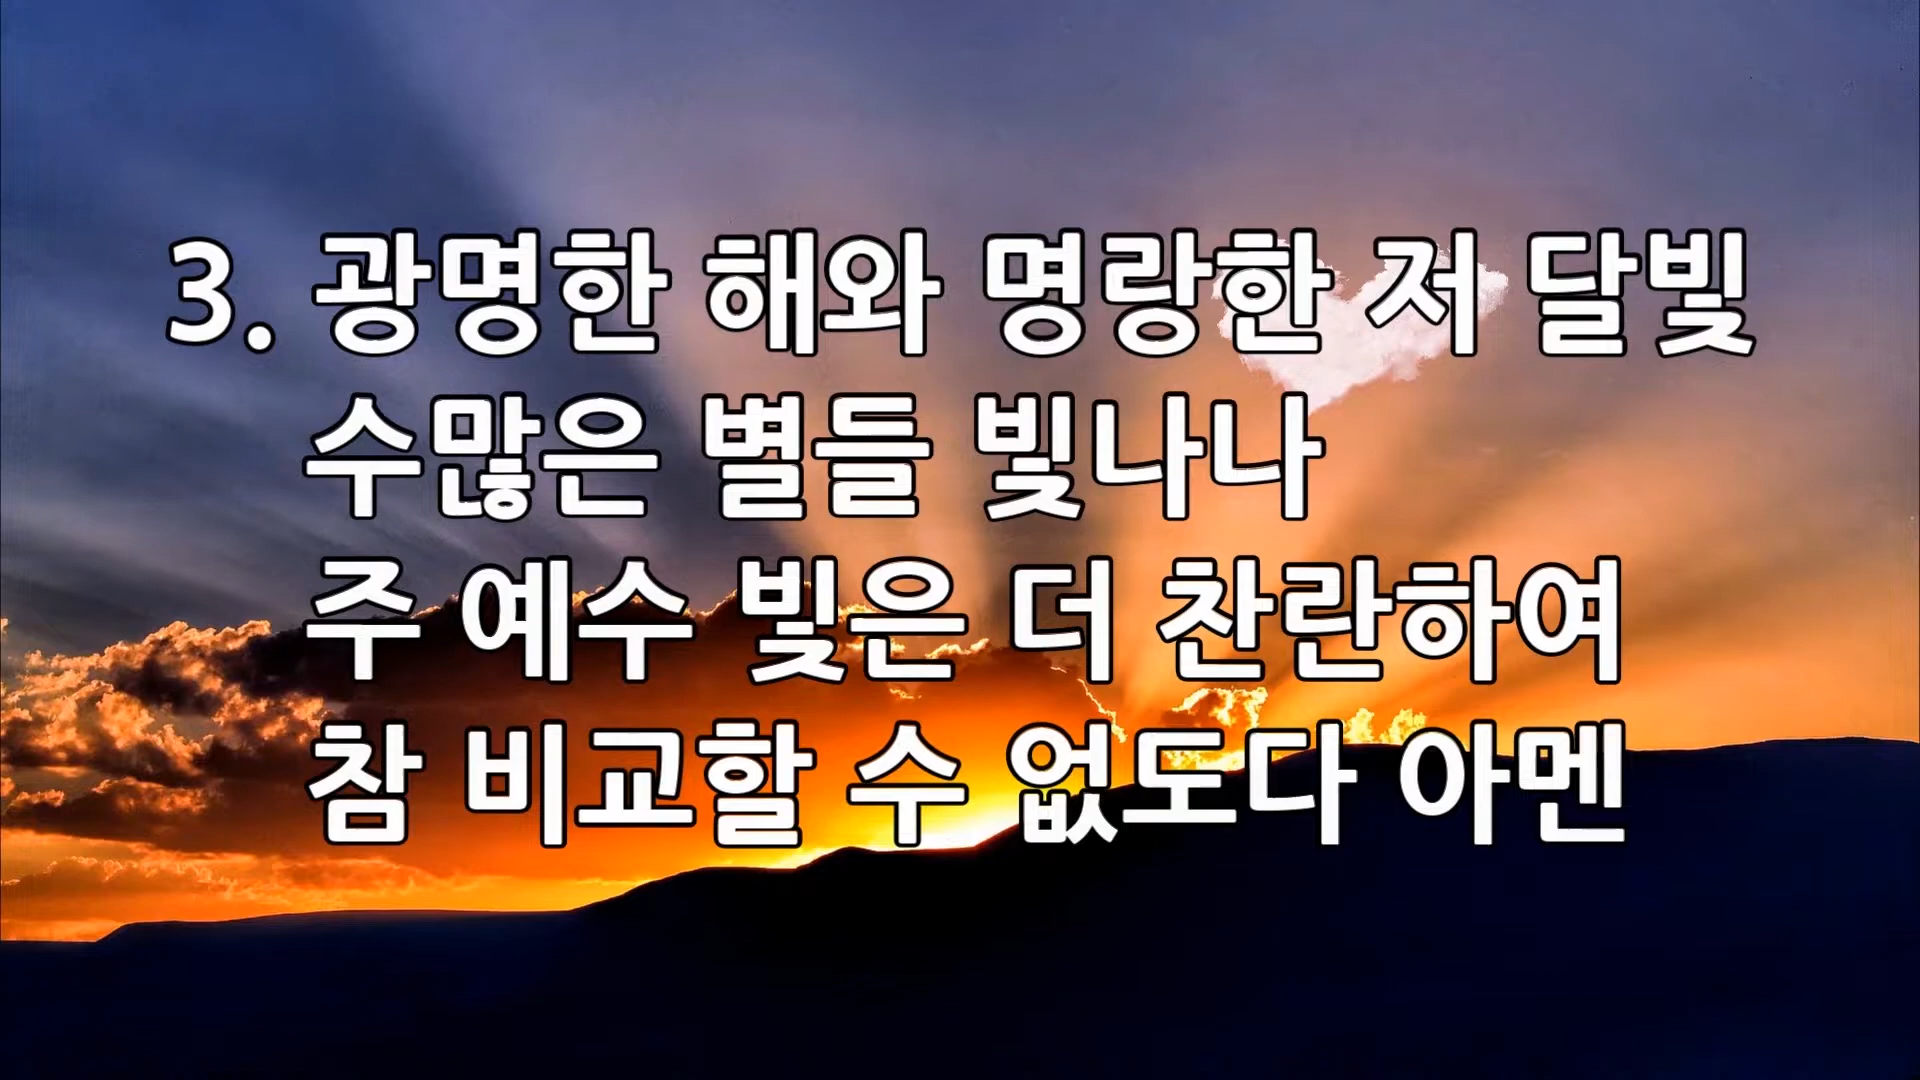 3. 광명한 해와 명랑한 저 달빛
수많은 별들 빛나나
주 예수 빛은 더 찬란하여
참 비교할 수 없도다 아멘